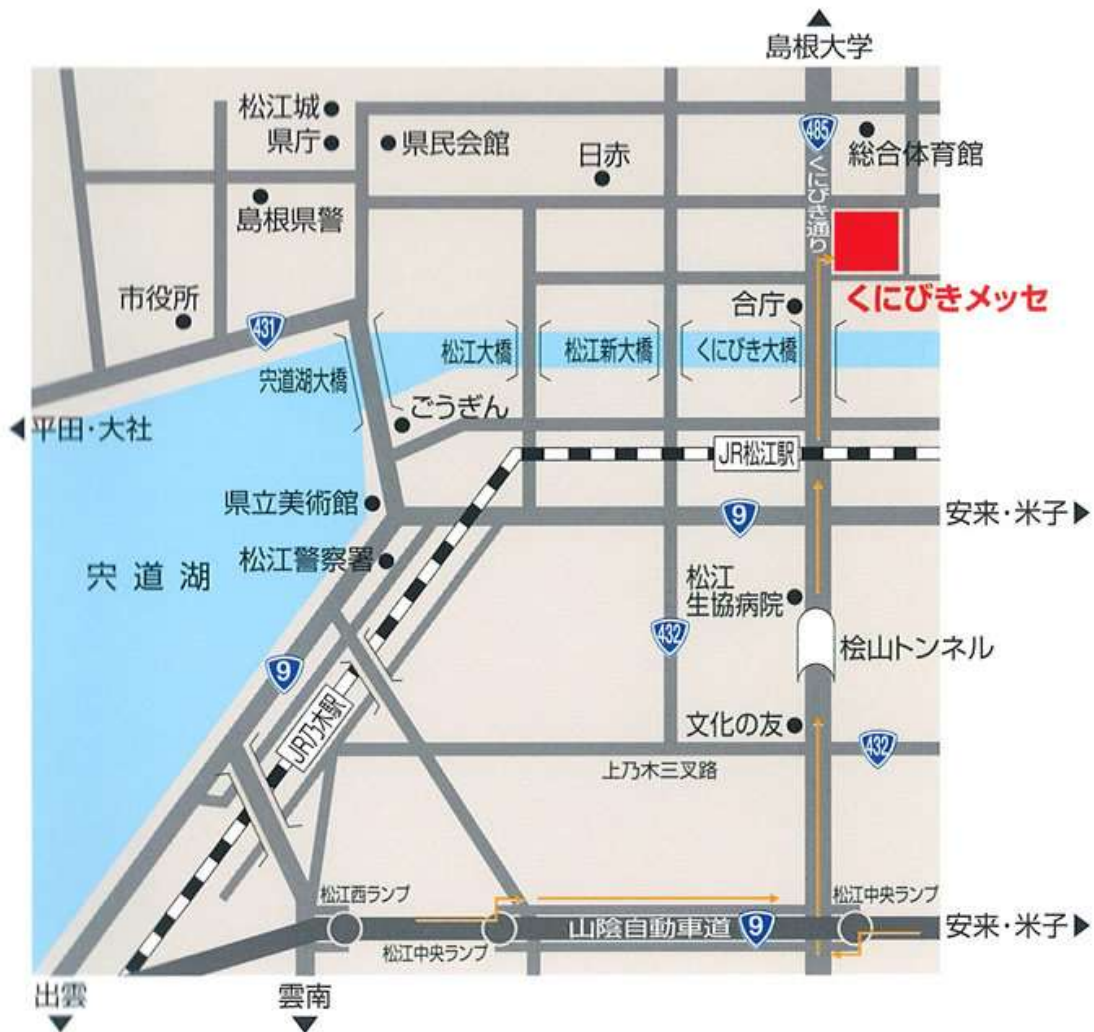 島根大学
松江城
県庁
県民会館
日赤
485
総合体育館
くにびき通り
島根県警
くにびきメッセ
市役所
合庁
431
松江大橋
松江新大橋
くにびき大橋
宍道湖大橋
ごうぎん
平田・大社
JR松江駅
県立美術館
9
安来・米子
松江警察署
宍道湖
松江
生協病院
432
桧山トンネル
9
JR乃木駅
文化の友
432
上乃木三叉路
松江西ランプ
松江中央ランプ
山陰自動車道
9
安来・米子
松江中央ランプ
出雲
雲南